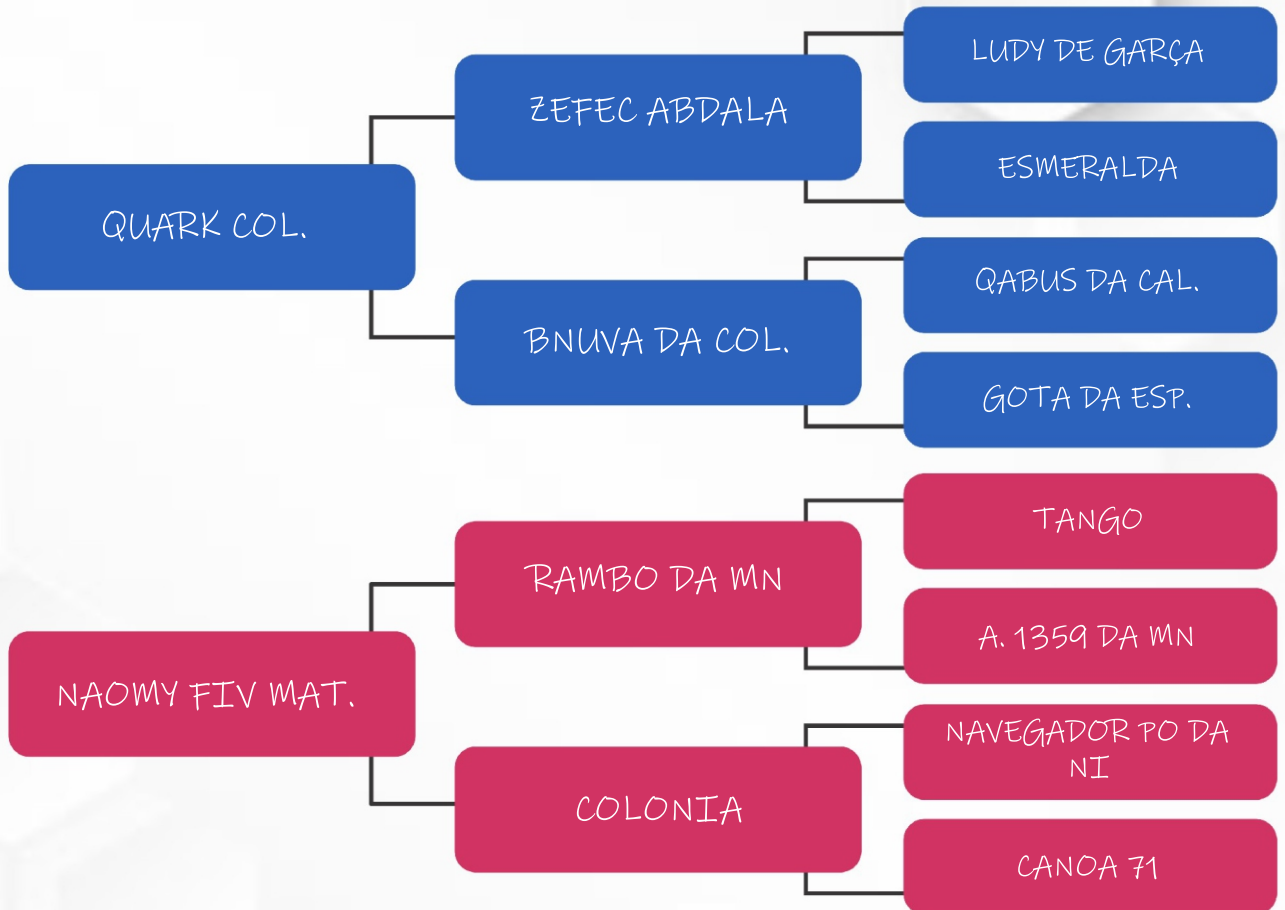 LUDY DE GARÇA
ZEFEC ABDALA
ESMERALDA
QUARK COL.
QABUS DA CAL.
BNUVA DA COL.
GOTA DA ESP.
TANGO
RAMBO DA MN
A. 1359 DA MN
NAOMY FIV MAT.
NAVEGADOR PO DA
NI
COLONIA
CANOA 71